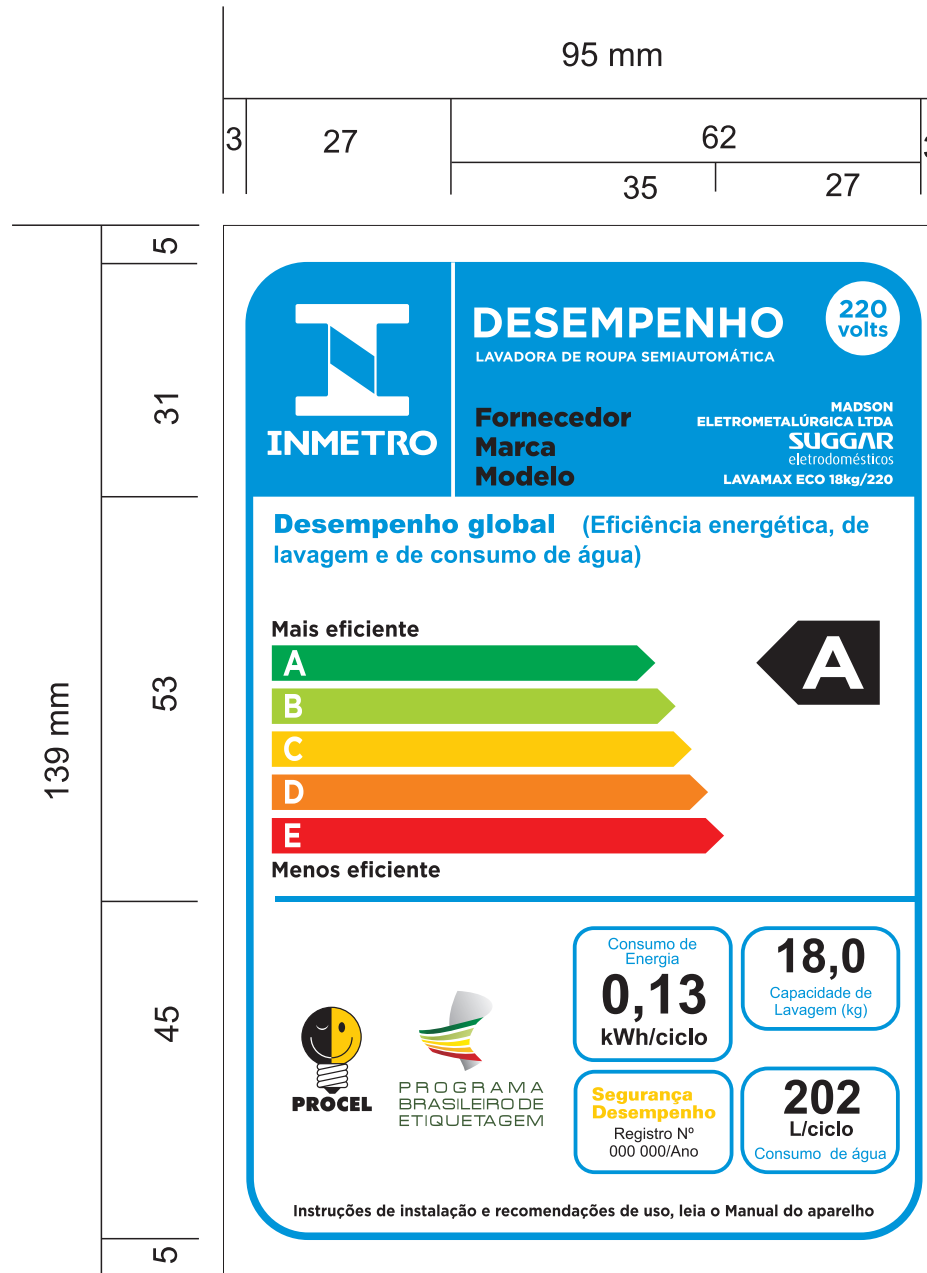 95 mm
3
27
62
35
27
5
31
53
139 mm
45
5
INMETRO
DESEMPENHO
LAVADORA DE ROUPA SEMIAUTOMÁTICA
220
volts
Fornecedor
Marca
Modelo
MADSON
ELETROMETALÚRGICA LTDA
SUGGAR
eletrodomésticos
LAVAMAX ECO 18kg/220
Desempenho global (Eficiência energética, de
lavagem e de consumo de água)
Mais eficiente
A
B
C
D
E
Menos eficiente
A
Consumo de
Energia
0,13
kWh/ciclo
18,0
Capacidade de
Lavagem (kg)
PROCEL
PROGRAMA
BRASILEIRO DE
ETIQUETAGEM
Segurança
Desempenho
Registro Nº
000 000/Ano
202
L/ciclo
Consumo de água
Instruções de instalação e recomendações de uso, leia o Manual do aparelho